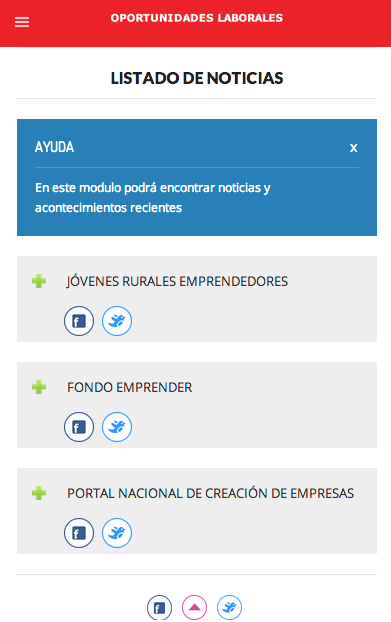 OPORTUNIDADES LABORALES
LISTADO DE NOTICIAS
AYUDA x
En este modulo podrá encontrar noticias y
acontecimientos recientes
JÓVENES RURALES EMPRENDEDORES
FONDO EMPRENDER
PORTAL NACIONAL DE CREACIÓN DE EMPRESAS